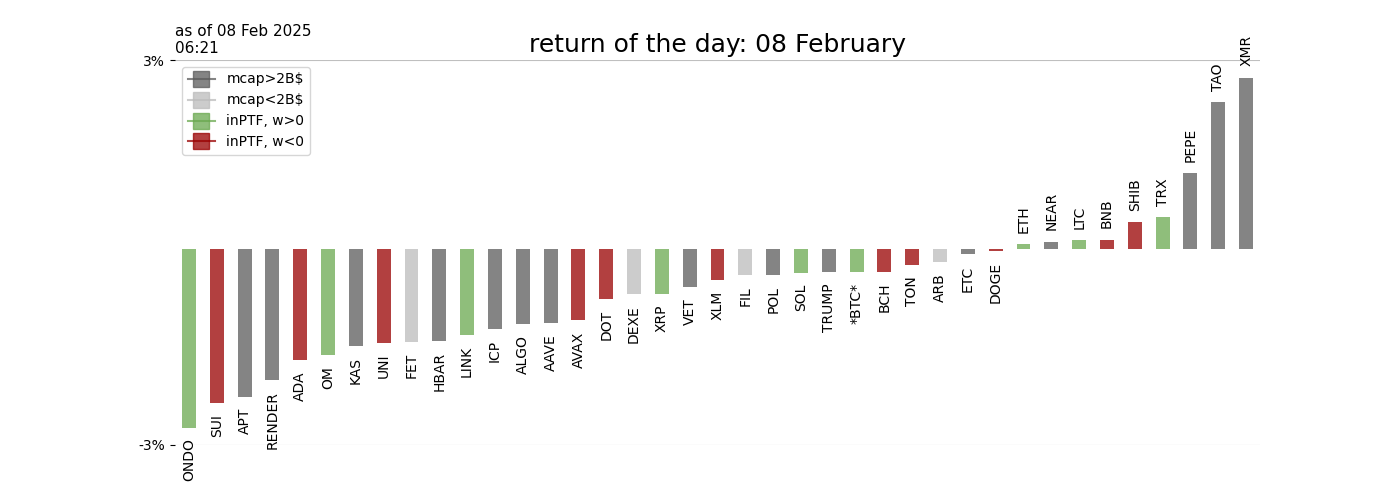 as of 08 Feb 2025
06:21
return of the day: 08 February
3%
mcap>2B$
mcap<2B$
inPTF, w>0
inPTF, w<0
-3%
ONDO
SUI
APT
RENDER
ADA
OM
KAS
UNI
FET
HBAR
LINK
ICP
ALGO
AAVE
AVAX
DOT
DEXE
XRP
VET
XLM
FIL
POL
SOL
TRUMP
*BTC*
BCH
TON
ARB
ETC
DOGE
ETH
NEAR
LTC
BNB
SHIB
TRX
PEPE
TAO
XMR